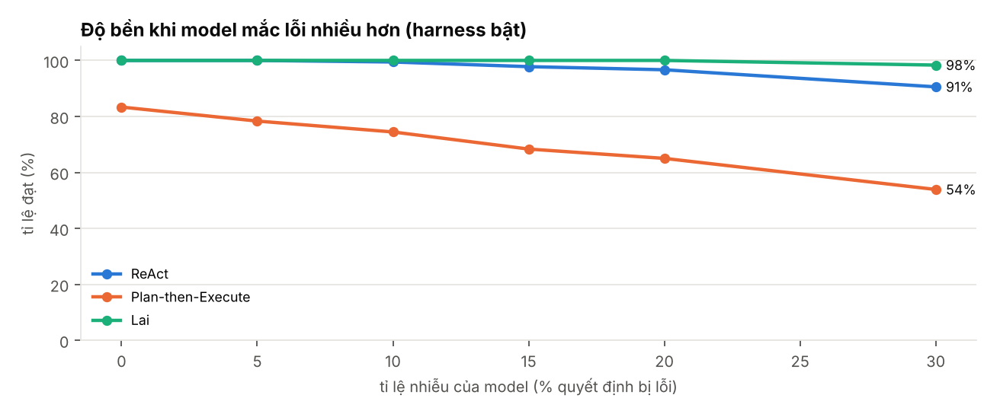 Độ bền khi model mắc lỗi nhiều hơn (harness bật)
tỉ lệ đạt (%)
100
80
60
40
20
0
98%
91%
54%
ReAct
Plan-then-Execute
Lai
0 5 10 15 20 25 30
tỉ lệ nhiễu của model (% quyết định bị lỗi)